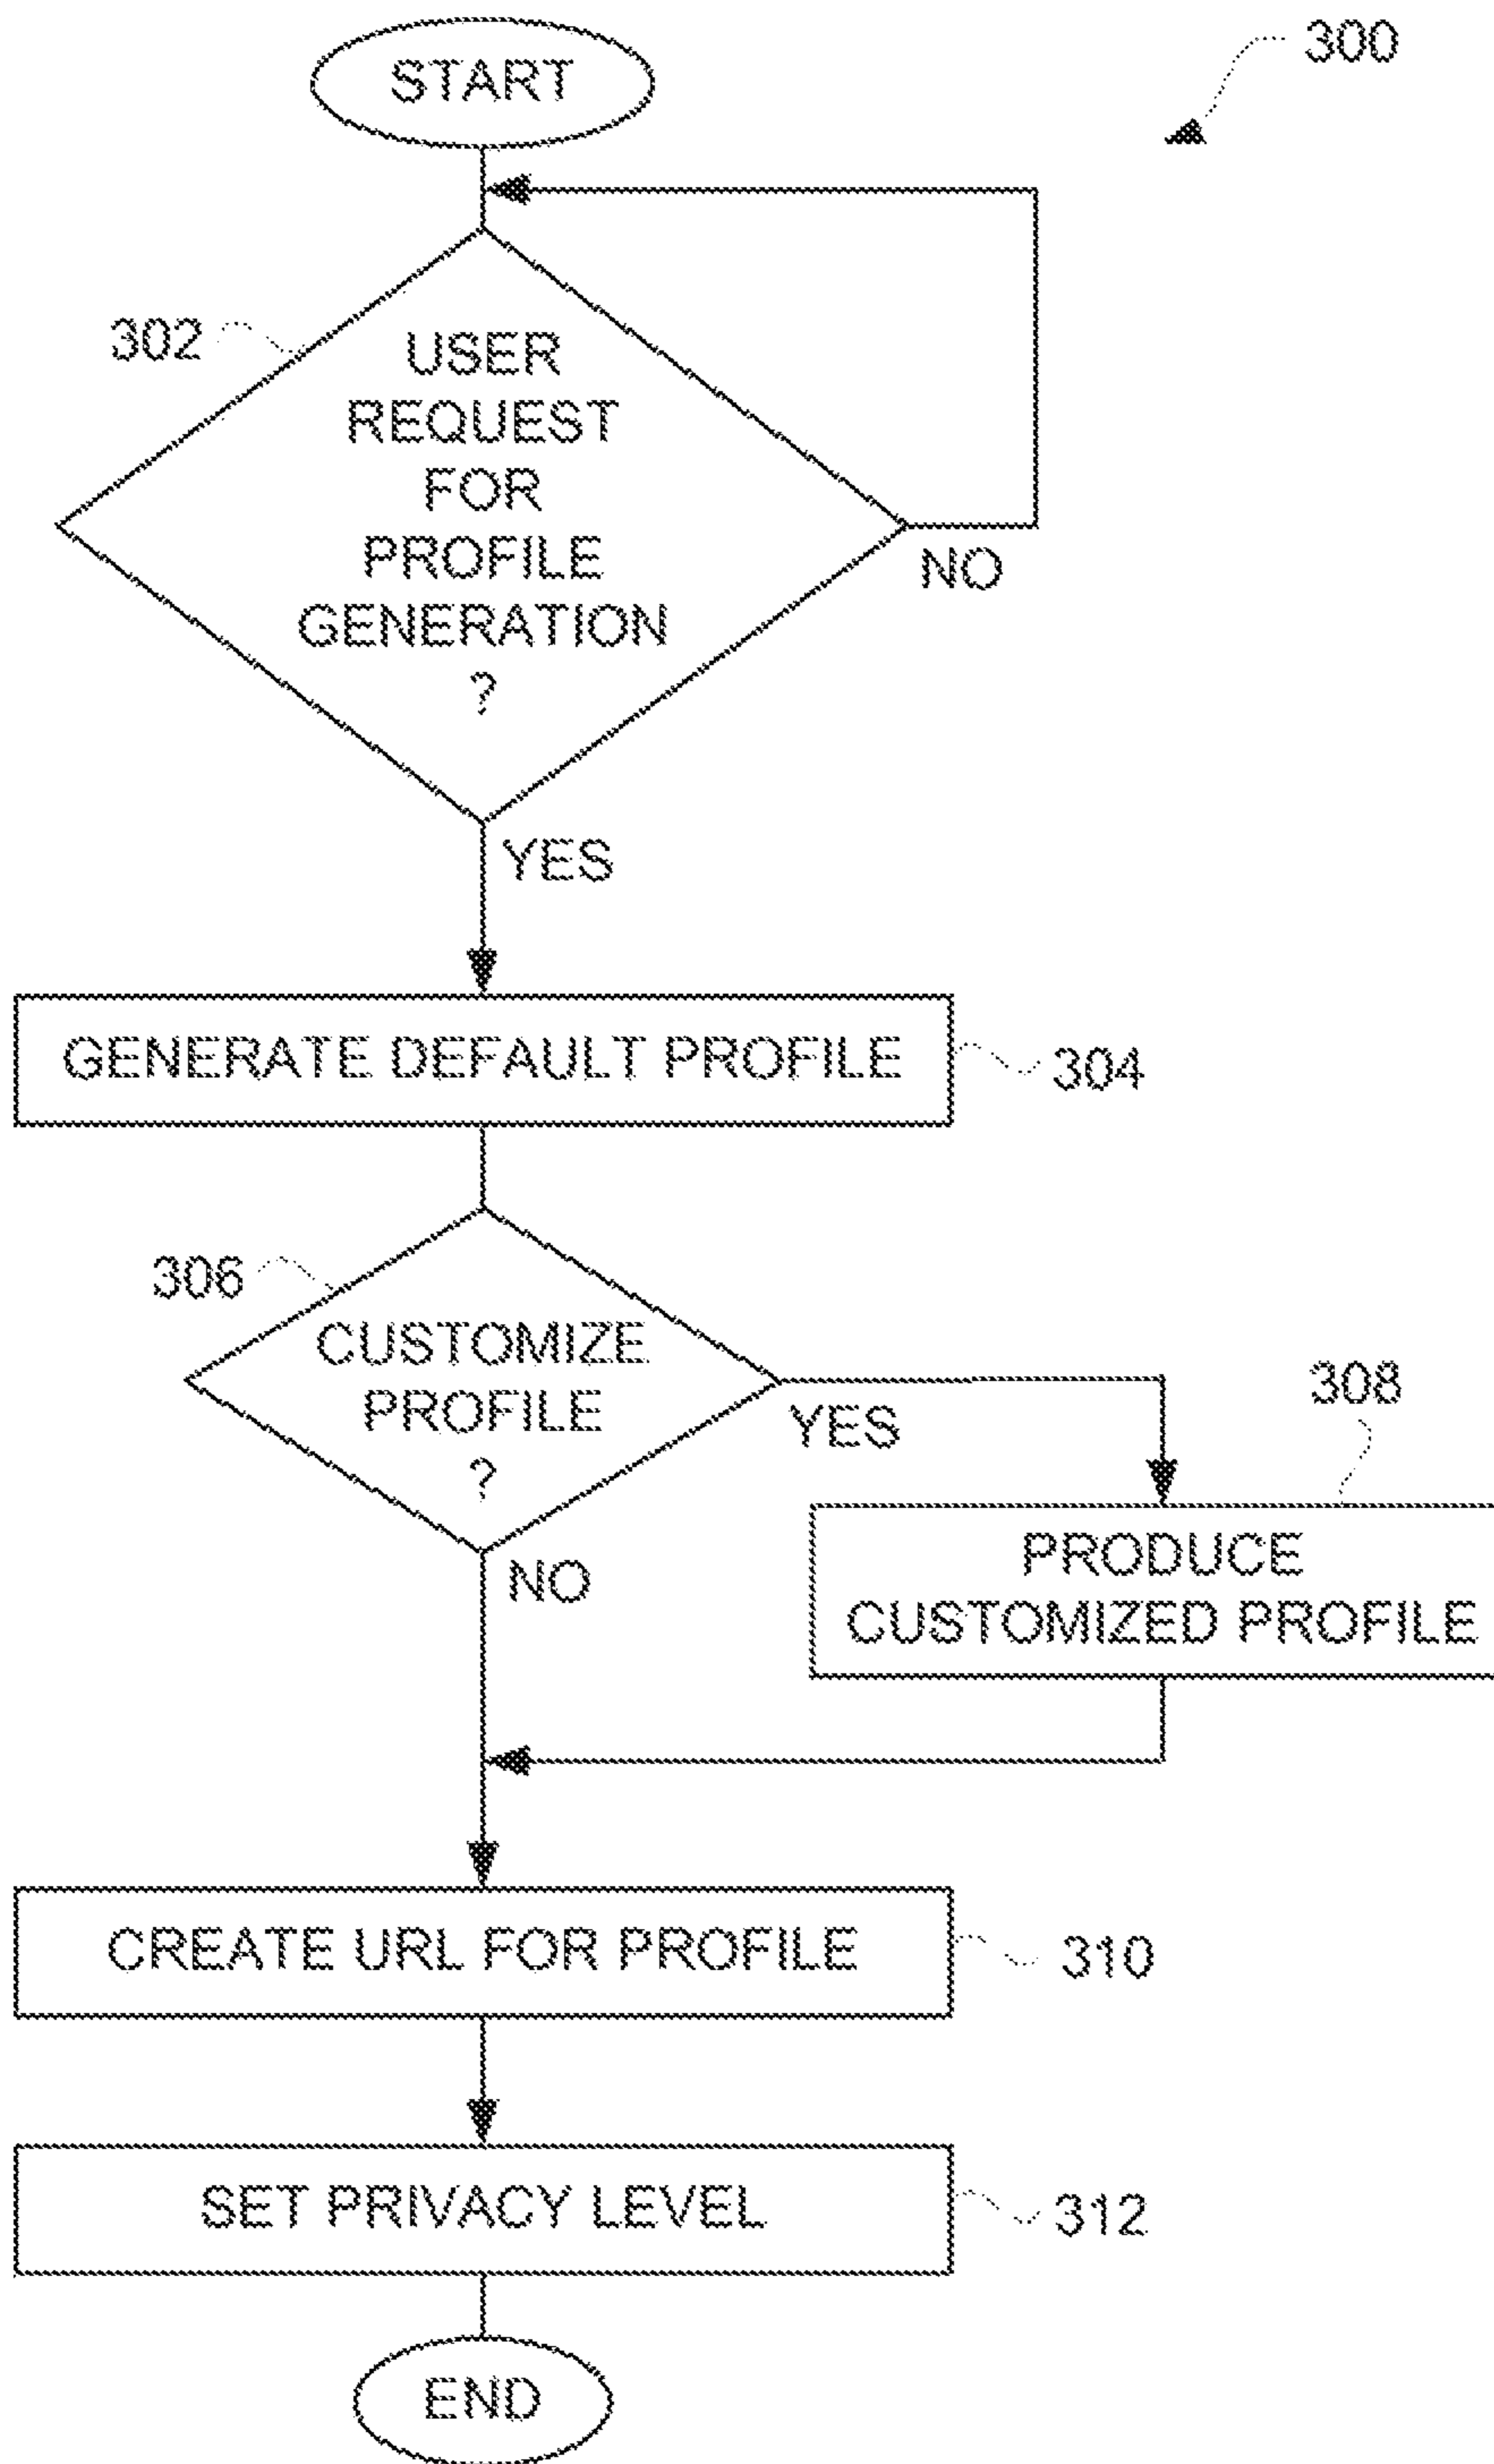 START
300
302
USER
REQUEST
FOR
PROFILE
GENERATION
?
NO
YES
GENERATE DEFAULT PROFILE
304
306
CUSTOMIZE
PROFILE
?
YES
308
NO
PRODUCE
CUSTOMIZED PROFILE
CREATE URL FOR PROFILE
310
SET PRIVACY LEVEL
312
END